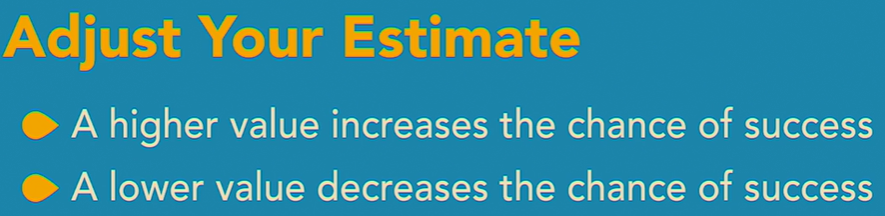 Adjust Your Estimate
A higher value increases the chance of success
A lower value decreases the chance of success